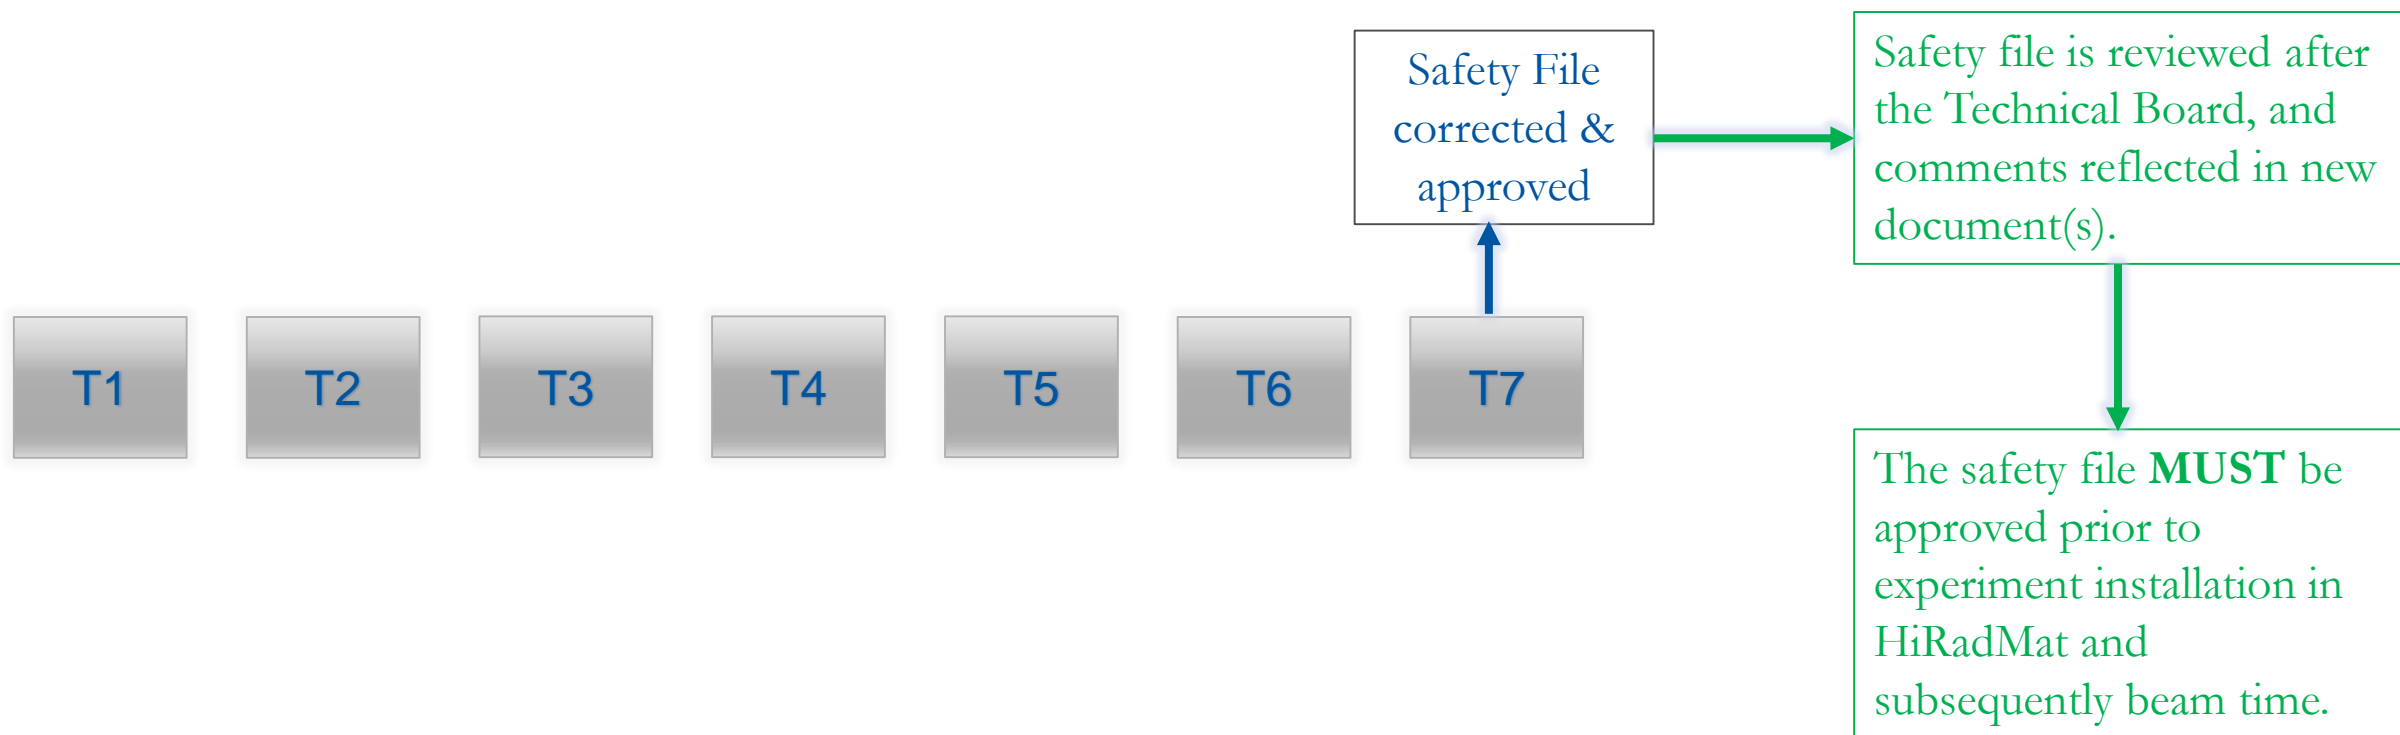 Safety File
corrected &
approved
Safety file is reviewed after
the Technical Board, and
comments reflected in new
document(s).
T1
T2
T3
T4
T5
T6
T7
The safety file MUST be
approved prior to
experiment installation in
HiRadMat and
subsequently beam time.